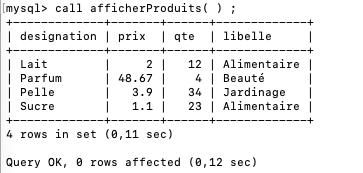 [mysql> call afficherProduits( ) ;
+-------------+-------+------+-------------+
| designation | prix | qte | libelle |
+-------------+-------+------+-------------+
| Lait | 2 | 12 | Alimentaire |
| Parfum | 48.67 | 4 | Beauté |
| Pelle | 3.9 | 34 | Jardinage |
| Sucre | 1.1 | 23 | Alimentaire |
+-------------+-------+------+-------------+
4 rows in set (0,11 sec)
Query OK, 0 rows affected (0,12 sec)